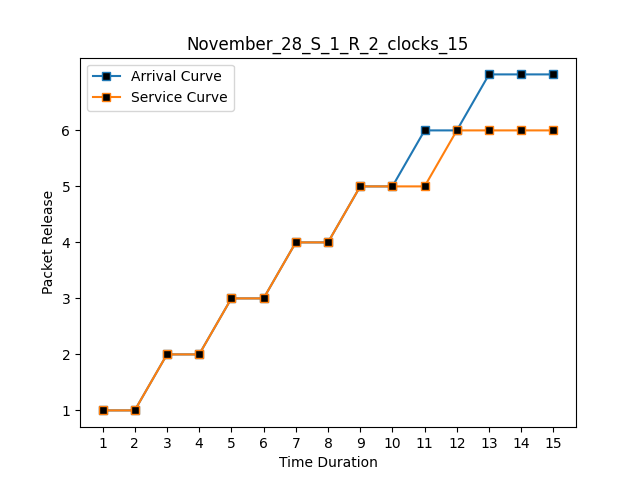 November_28_S_1_R_2_clocks_15
Arrival Curve
Service Curve
Packet Release
6
5
4
3
2
1
1 2 3 4 5 6 7 8 9 10 11 12 13 14 15
Time Duration